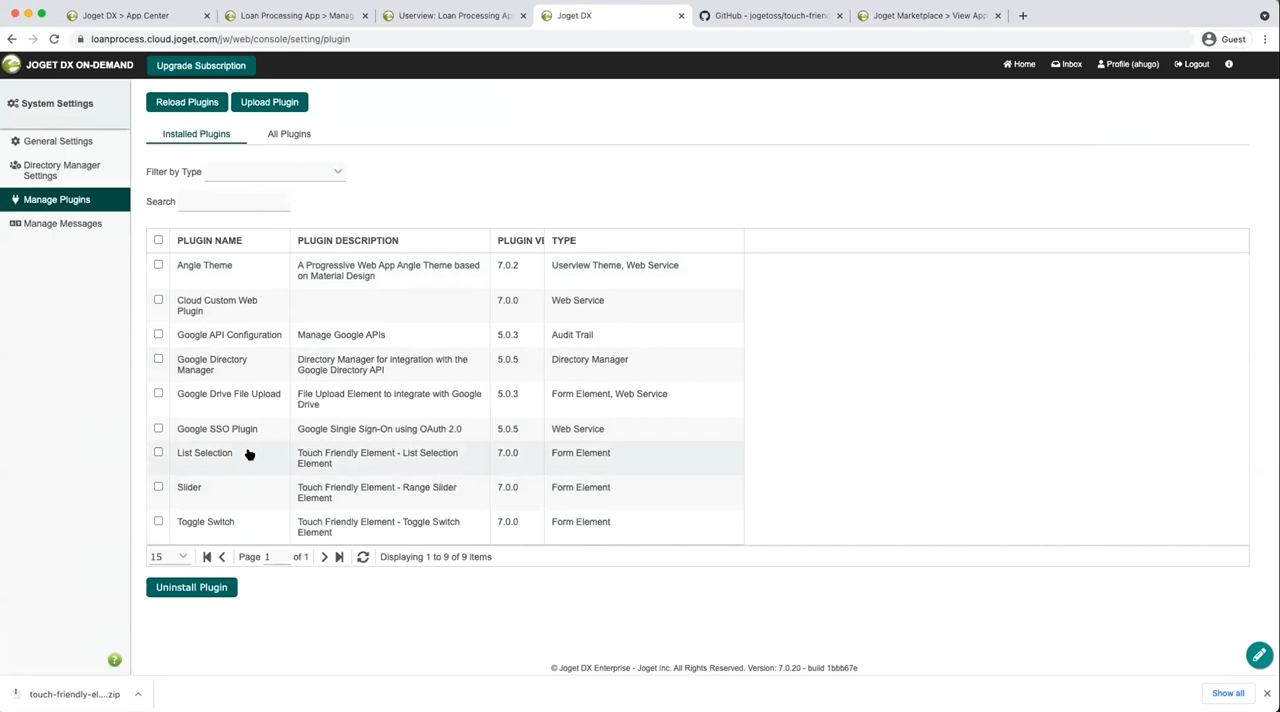 Joget DX > App Center
Loan Processing App > Manag
Userview: Loan Processing Ap
Joget DX
GitHub - jogetoss/touch-frien
Joget Marketplace > View App
loanprocess.cloud.joget.com/jw/web/console/setting/plugin
Guest
JOGET DX ON-DEMAND
Upgrade Subscription
Home
Inbox
Profile (ahugo)
Logout
System Settings
General Settings
Directory Manager
Settings
Manage Plugins
Manage Messages
Reload Plugins
Upload Plugin
Installed Plugins
All Plugins
Filter by Type
Search
PLUGIN NAME PLUGIN DESCRIPTION PLUGIN VE TYPE
Angle Theme
A Progressive Web App Angle Theme based
on Material Design
7.0.2
Userview Theme, Web Service
Cloud Custom Web
Plugin
7.0.0
Web Service
Google API Configuration
Manage Google APIs
5.0.3
Audit Trail
Google Directory
Manager
Directory Manager for integration with the
Google Directory API
5.0.5
Directory Manager
Google Drive File Upload
File Upload Element to integrate with Google
Drive
5.0.3
Form Element, Web Service
Google SSO Plugin
Google Single Sign-On using OAuth 2.0
5.0.5
Web Service
List Selection
Touch Friendly Element - List Selection
Element
7.0.0
Form Element
Slider
Touch Friendly Element - Range Slider
Element
7.0.0
Form Element
Toggle Switch
Touch Friendly Element - Toggle Switch
Element
7.0.0
Form Element
15
Page 1 of 1
Displaying 1 to 9 of 9 items
Uninstall Plugin
© Joget DX Enterprise - Joget Inc. All Rights Reserved. Version: 7.0.20 - build 1bbb67e
touch-friendly-el....zip
Show all